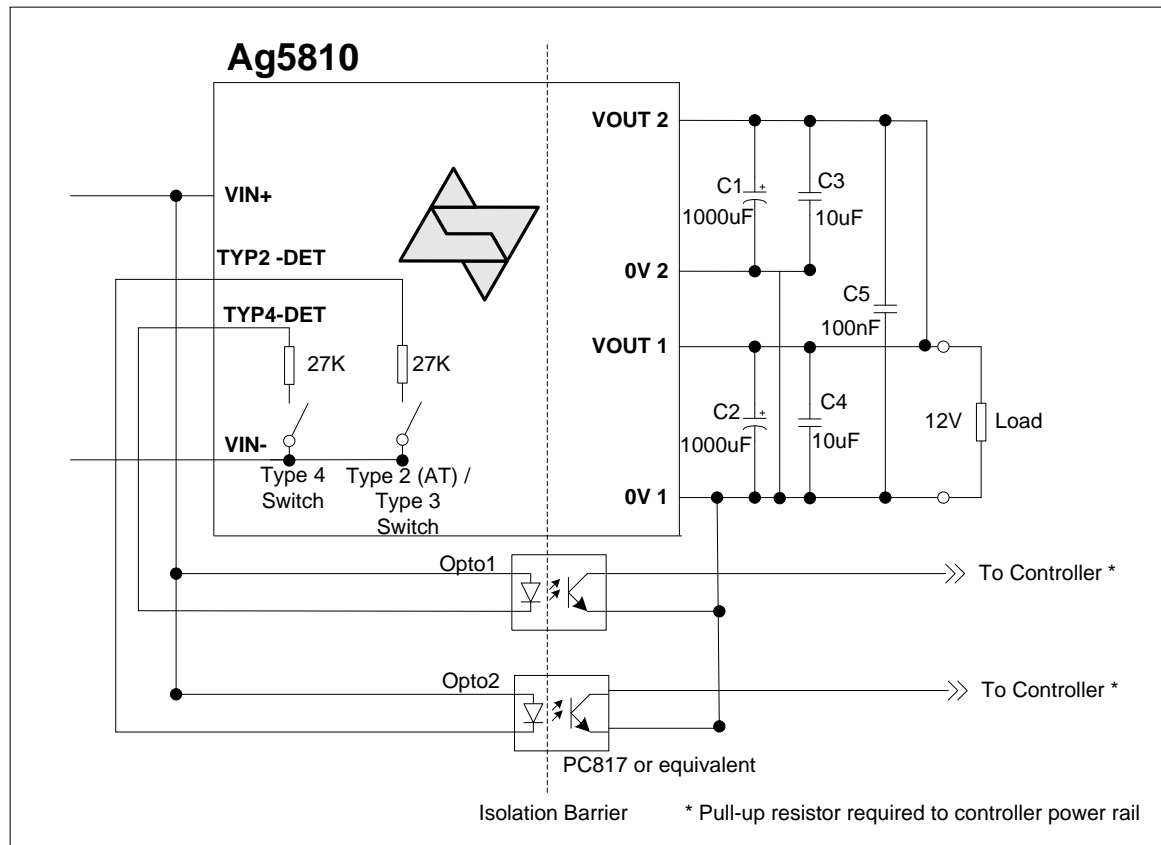 Ag5810
VOUT 2
VIN+
C1
+
1000uF
C3
10uF
TYP2 -DET
0V 2
TYP4-DET
C5
100nF
VOUT 1
27K
27K
C2
+
1000uF
C4
10uF
12V
Load
VIN-
Type 4
Switch
Type 2 (AT) /
Type 3
Switch
0V 1
Opto1
To Controller *
Opto2
To Controller *
PC817 or equivalent
Isolation Barrier
* Pull-up resistor required to controller power rail